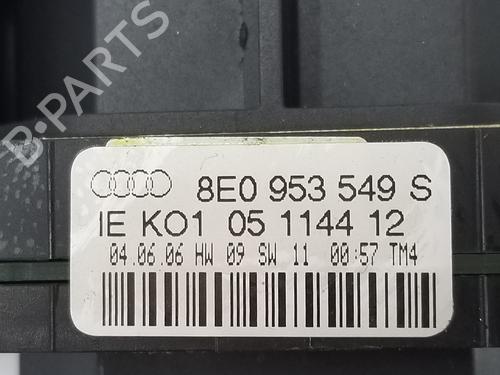 B-PARTS
8E0 953 549 S
IE KO1 05 1144 12
04.06.06 HW 09 SW 11 00:57 TM4